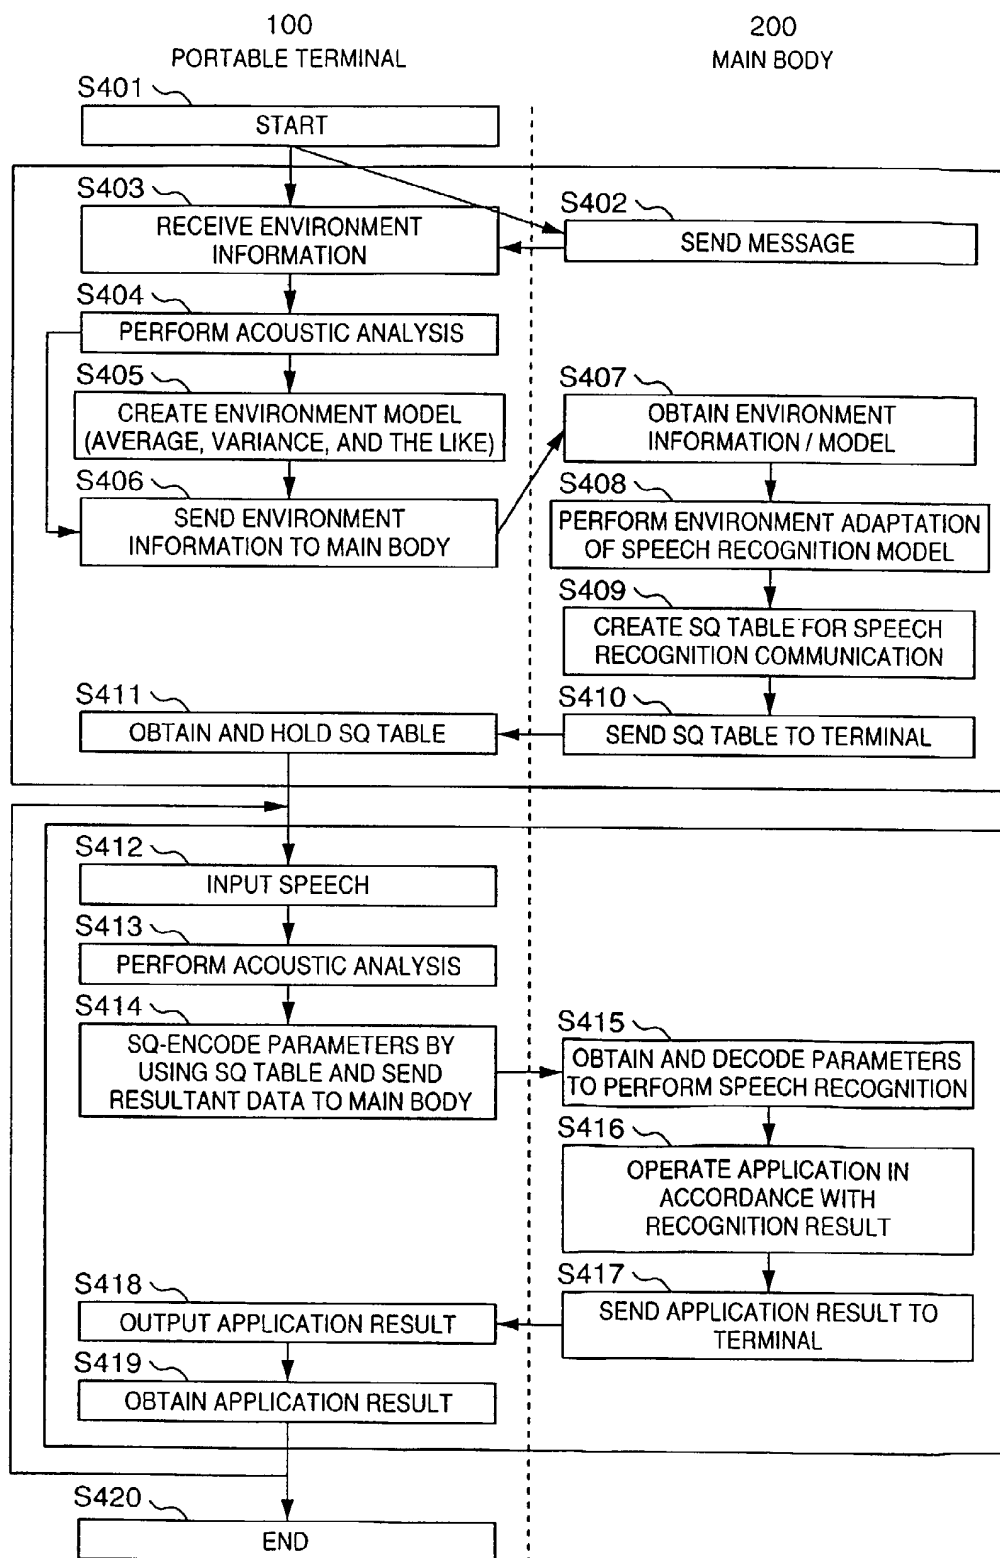 100
PORTABLE TERMINAL
200
MAIN BODY
S401
START
S403
RECEIVE ENVIRONMENT
INFORMATION
S402
SEND MESSAGE
S404
PERFORM ACOUSTIC ANALYSIS
S405
CREATE ENVIRONMENT MODEL
(AVERAGE, VARIANCE, AND THE LIKE)
S406
SEND ENVIRONMENT
INFORMATION TO MAIN BODY
S407
OBTAIN ENVIRONMENT
INFORMATION / MODEL
S408
PERFORM ENVIRONMENT ADAPTATION
OF SPEECH RECOGNITION MODEL
S409
CREATE SQ TABLE FOR SPEECH
RECOGNITION COMMUNICATION
S410
SEND SQ TABLE TO TERMINAL
S411
OBTAIN AND HOLD SQ TABLE
S412
INPUT SPEECH
S413
PERFORM ACOUSTIC ANALYSIS
S414
SQ-ENCODE PARAMETERS BY
USING SQ TABLE AND SEND
RESULTANT DATA TO MAIN BODY
S415
OBTAIN AND DECODE PARAMETERS
TO PERFORM SPEECH RECOGNITION
S416
OPERATE APPLICATION IN
ACCORDANCE WITH
RECOGNITION RESULT
S417
SEND APPLICATION RESULT TO
TERMINAL
S418
OUTPUT APPLICATION RESULT
S419
OBTAIN APPLICATION RESULT
S420
END